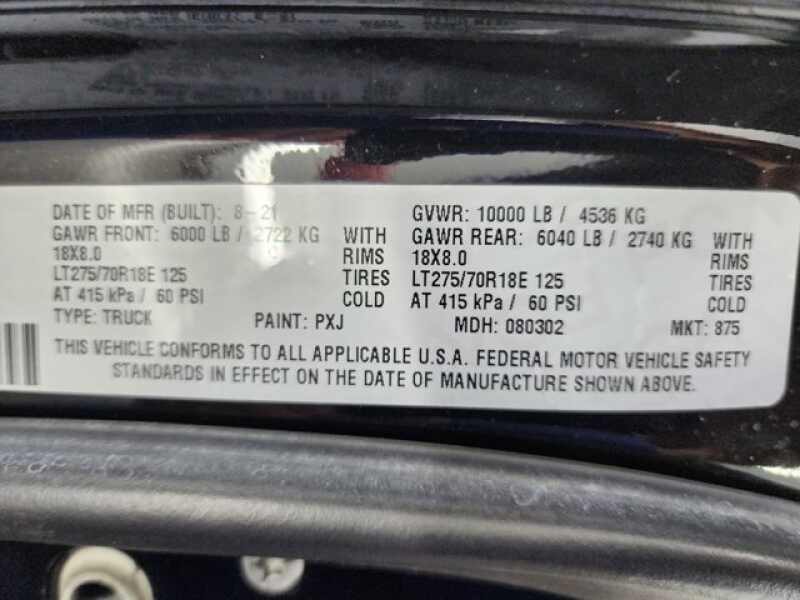 DATE OF MFR (BUILT): 8-21 GVWR: 10000 LB / 4536 KG
GAWR FRONT: 6000 LB / 2722 KG WITH GAWR REAR: 6040 LB / 2740 KG WITH
18X8.0 RIMS 18X8.0 RIMS
LT275/70R18E 125 TIRES LT275/70R18E 125 TIRES
AT 415 kPa / 60 PSI COLD AT 415 kPa / 60 PSI COLD
TYPE: TRUCK PAINT: PXJ MDH: 080302 MKT: 875
THIS VEHICLE CONFORMS TO ALL APPLICABLE U.S.A. FEDERAL MOTOR VEHICLE SAFETY
STANDARDS IN EFFECT ON THE DATE OF MANUFACTURE SHOWN ABOVE.